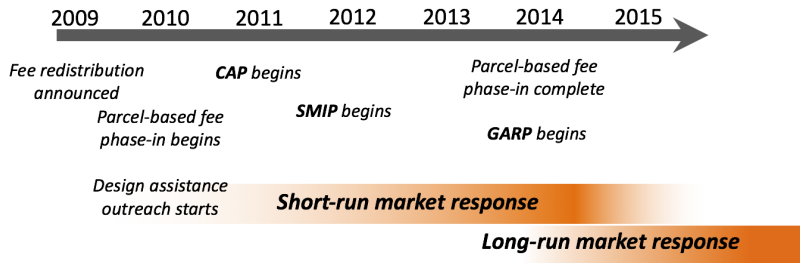 2009 2010 2011 2012 2013 2014 2015
Fee redistribution
announced
Parcel-based fee
phase-in begins
CAP begins
SMIP begins
Parcel-based fee
phase-in complete
GARP begins
Design assistance
outreach starts
Short-run market response
Long-run market response